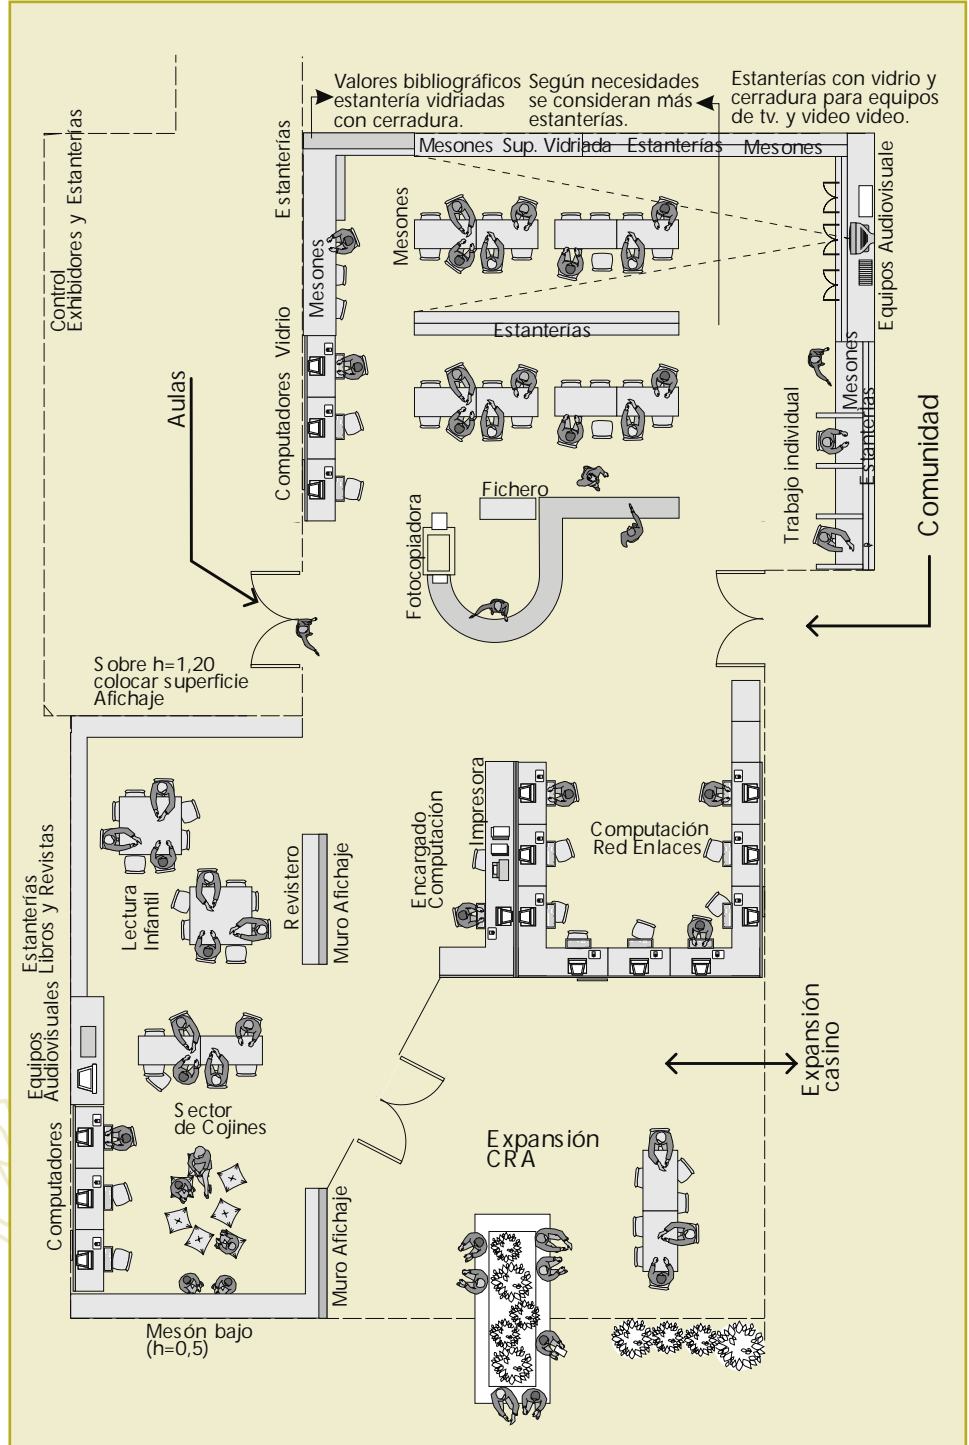 Valores bibliográficos
estantería vidriadas
con cerradura.
Según necesidades
se consideran más
estanterías.
Estanterías con vidrio y
cerradura para equipos
de tv. y video video.
Control
Exhibidores y Estanterías
Estanterías
Mesones Sup. Vidriada Estanterías Mesones
Mesones
Mesones
Equipos Audiovisuale
Estanterías
Computadores Vidrio
Aulas
Mesones
Estanterías
Trabajo individual
Comunidad
Fichero
Fotocopiadora
Sobre h=1,20
colocar superficie
Afichaje
Estanterías
Libros y Revistas
Lectura
Infantil
Revistero
Muro Afichaje
Encargado
Computación
Impresora
Computación
Red Enlaces
Equipos
Audiovisuales
Expansión
casino
Computadores
Sector
de Cojines
Expansión
CRA
Muro Afichaje
Mesón bajo
(h=0,5)